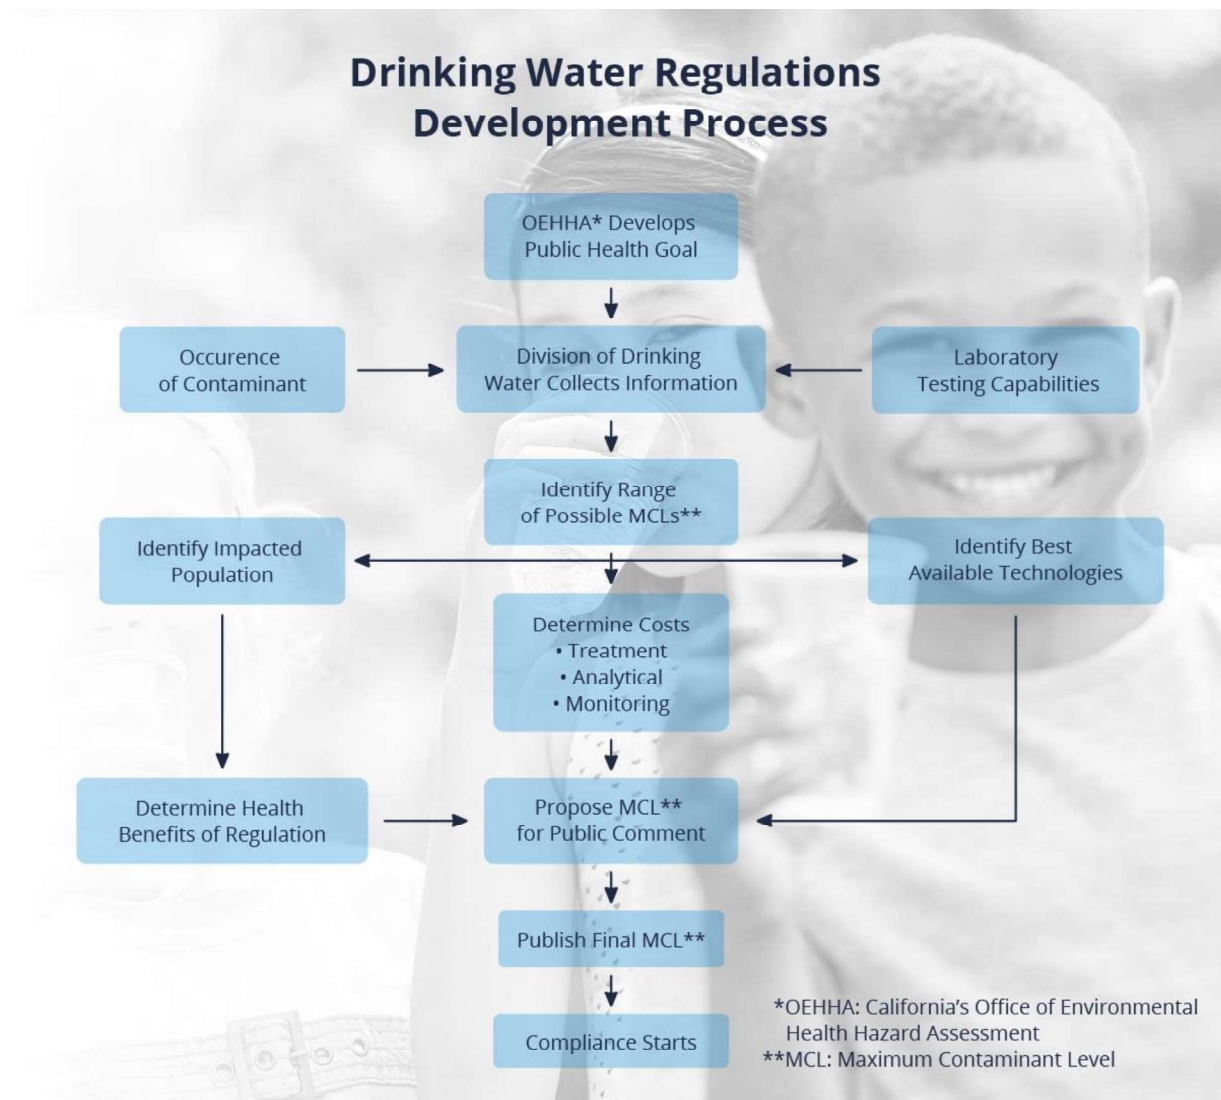 Drinking Water Regulations
Development Process
OEHHA* Develops
Public Health Goal
Occurence
of Contaminant
Division of Drinking
Water Collects Information
Laboratory
Testing Capabilities
Identify Range
of Possible MCLs**
Identify Impacted
Population
Identify Best
Available Technologies
Determine Costs
• Treatment
• Analytical
• Monitoring
Determine Health
Benefits of Regulation
Propose MCL**
for Public Comment
Publish Final MCL**
Compliance Starts
*OEHHA: California’s Office of Environmental
Health Hazard Assessment
**MCL: Maximum Contaminant Level